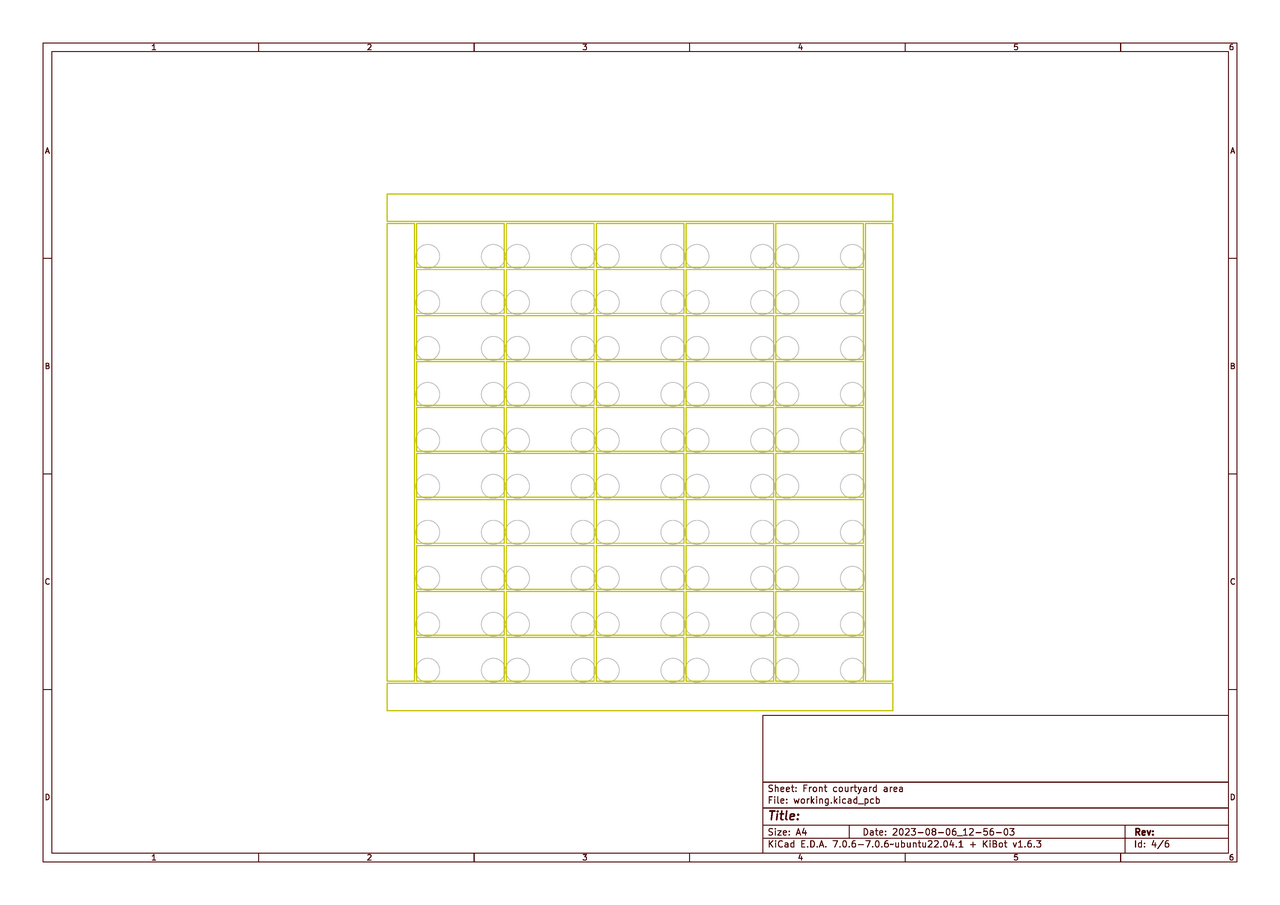 1 2 3 4 5 6
A A
B B
C C
D D
Sheet: Front courtyard area
File: working.kicad_pcb
Title:
Size: A4 Date: 2023-08-06_12-56-03 Rev:
KiCad E.D.A. 7.0.6-7.0.6~ubuntu22.04.1 + KiBot v1.6.3 Id: 4/6
1 2 3 4 5 6